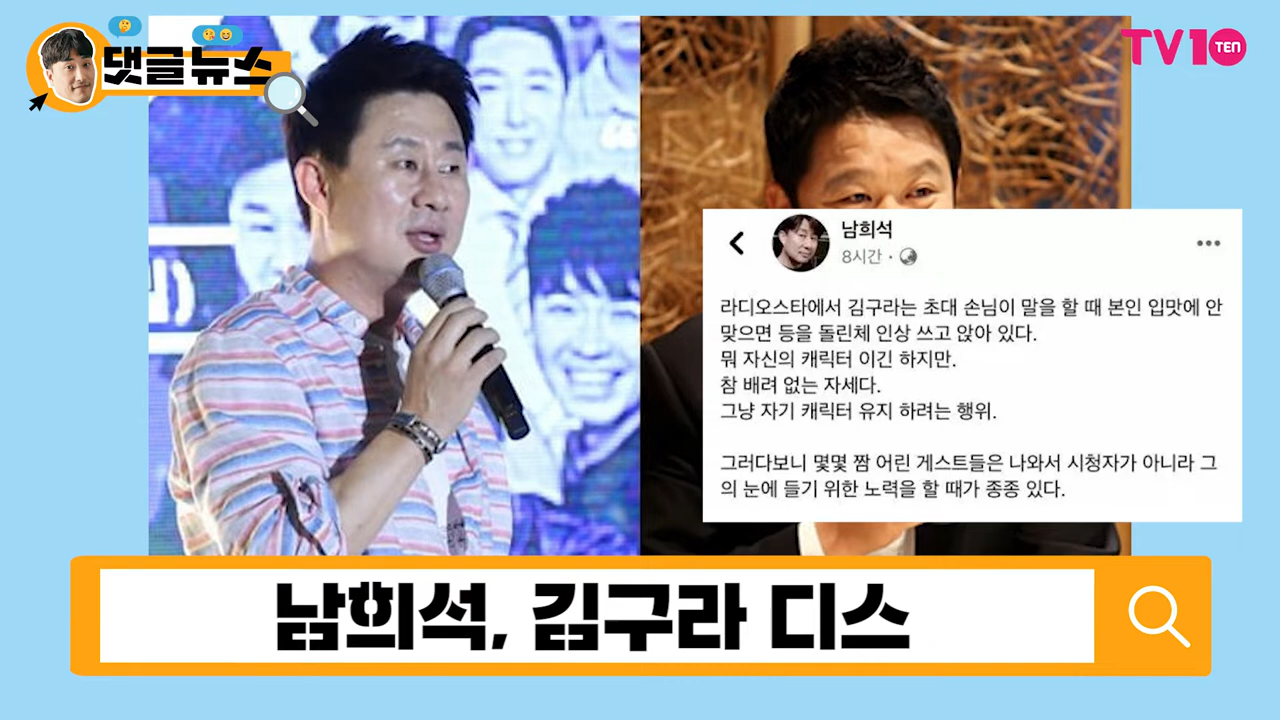 댓글뉴스
TV10
TEN
남희석
8시간 ·
라디오스타에서 김구라는 초대 손님이 말을 할 때 본인 입맛에 안
맞으면 등을 돌린체 인상 쓰고 앉아 있다.
뭐 자신의 캐릭터 이긴 하지만.
참 배려 없는 자세다.
그냥 자기 캐릭터 유지 하려는 행위.
그러다보니 몇몇 짬 어린 게스트들은 나와서 시청자가 아니라 그
의 눈에 들기 위한 노력을 할 때가 종종 있다.
남희석, 김구라 디스